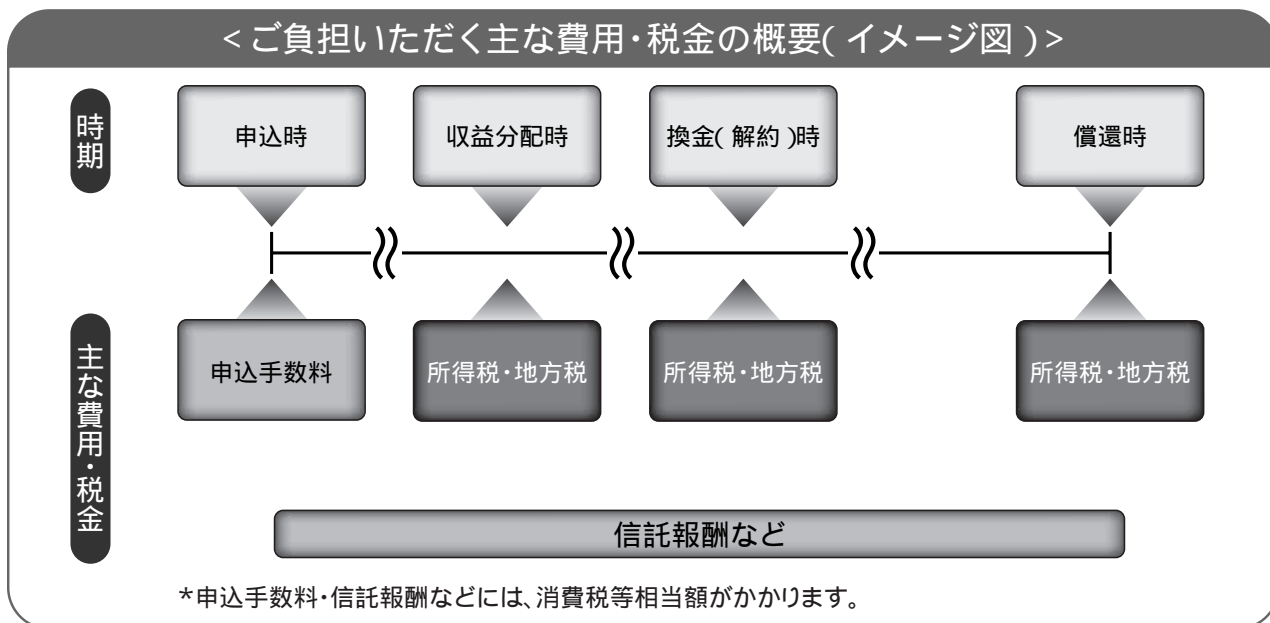 <ご負担いただく主な費用・税金の概要(イメージ図)>
時期
申込時
収益分配時
換金(解約)時
償還時
主な費用・税金
申込手数料
所得税・地方税
所得税・地方税
所得税・地方税
信託報酬など
*申込手数料・信託報酬などには、消費税等相当額がかかります。